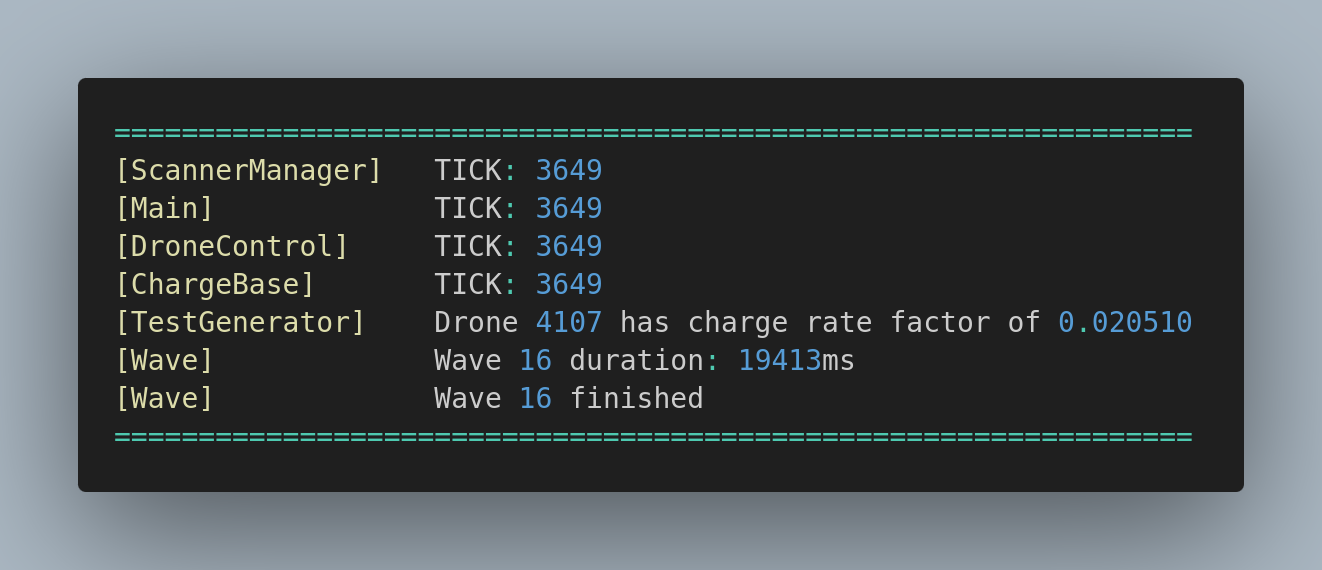 ================================================================
[ScannerManager]   TICK: 3649
[Main]             TICK: 3649
[DroneControl]     TICK: 3649
[ChargeBase]       TICK: 3649
[TestGenerator]    Drone 4107 has charge rate factor of 0.020510
[Wave]             Wave 16 duration: 19413ms
[Wave]             Wave 16 finished
================================================================